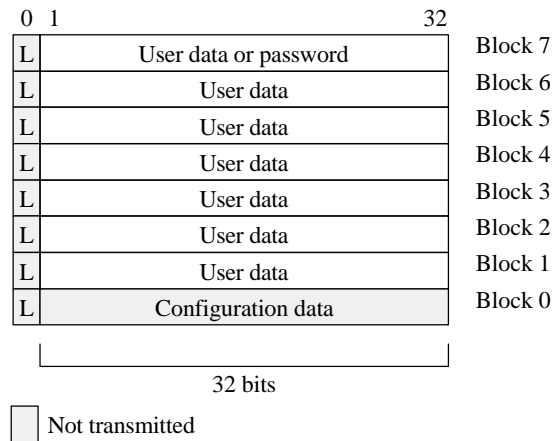 0 1 32
L User data or password Block 7
L User data Block 6
L User data Block 5
L User data Block 4
L User data Block 3
L User data Block 2
L User data Block 1
L Configuration data Block 0
32 bits
Not transmitted